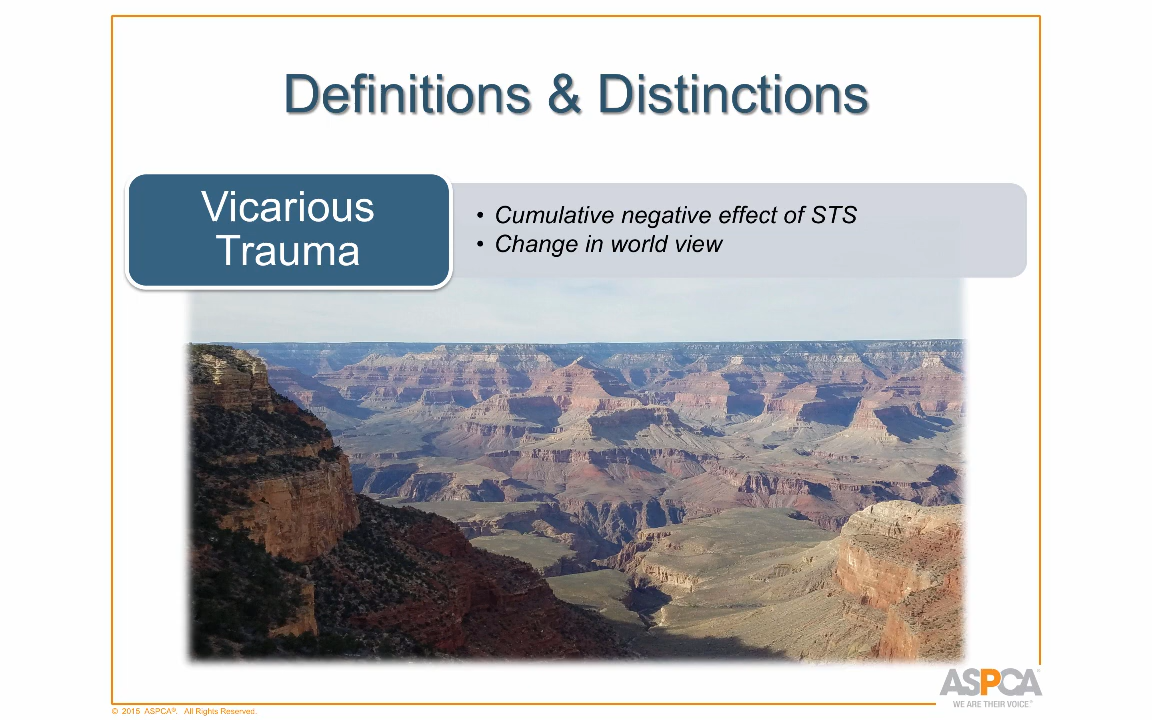 Definitions & Distinctions
Vicarious
Trauma
• Cumulative negative effect of STS
• Change in world view
ASPCA®
WE ARE THEIR VOICE.®
© 2015 ASPCA®. All Rights Reserved.